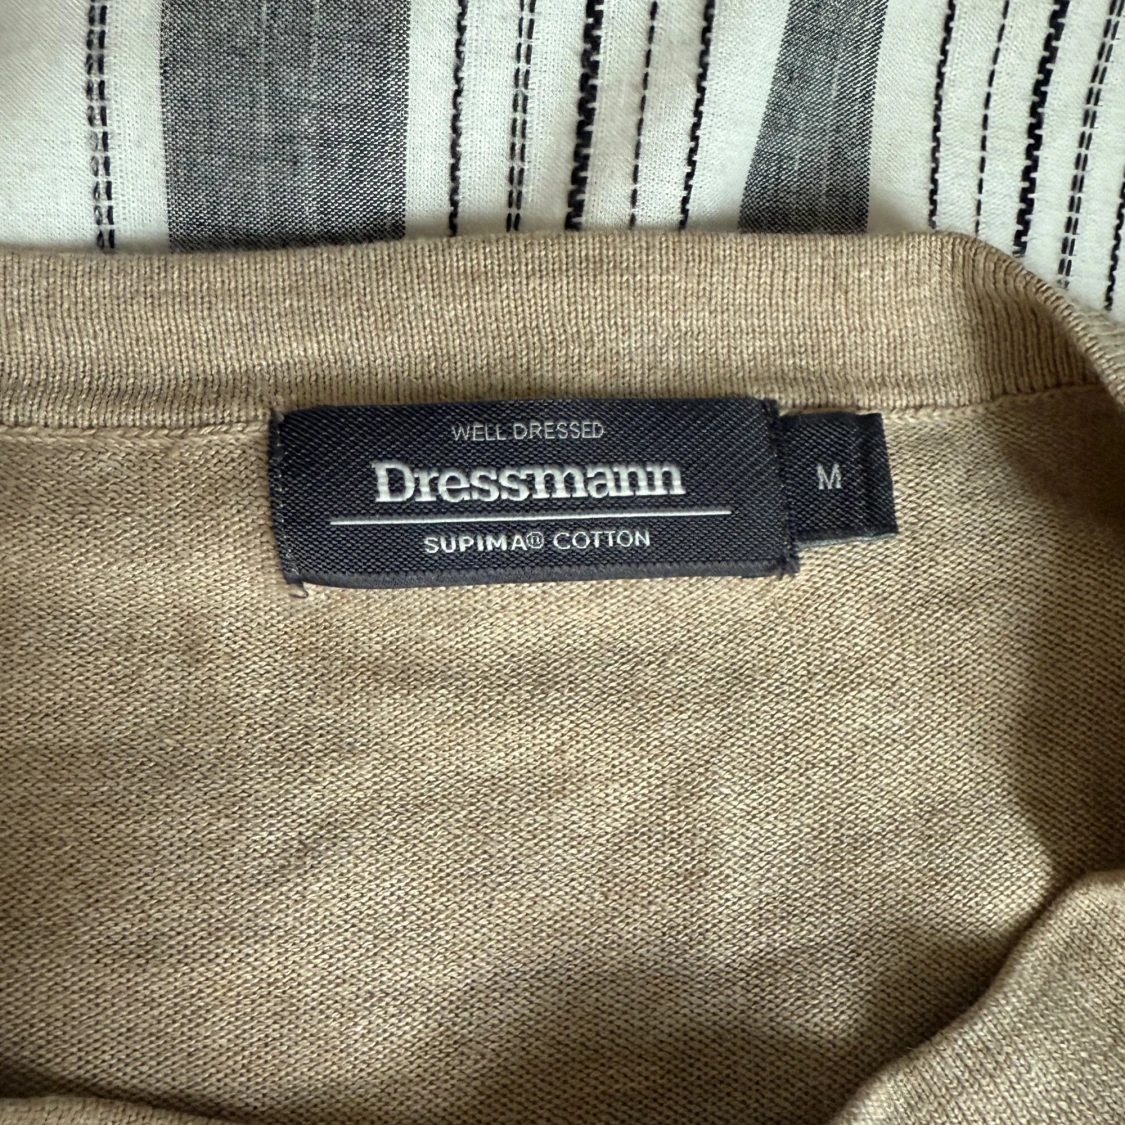 WELL DRESSED
Dressmann
SUPIMA® COTTON
M